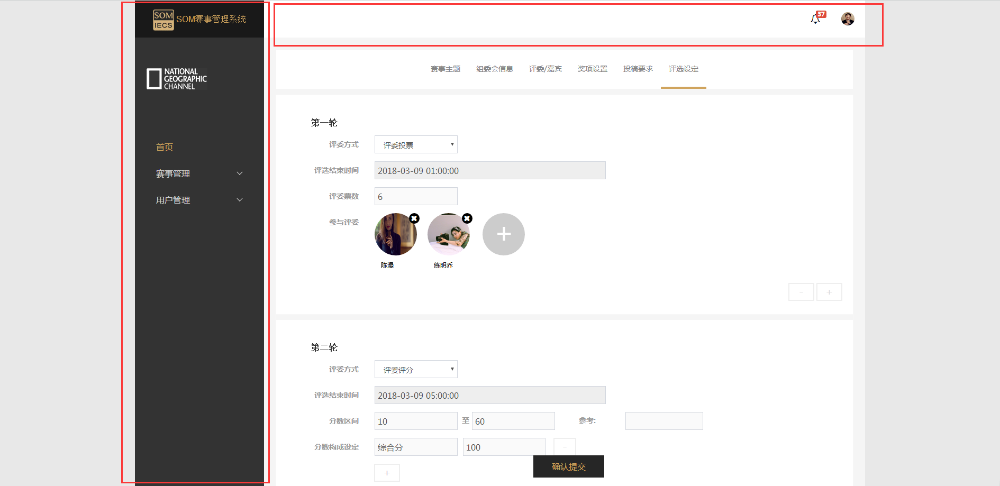 SOM
IECS
SOM赛事管理系统
37
NATIONAL
GEOGRAPHIC
CHANNEL
首页
赛事管理
用户管理
赛事主题 组委会信息 评委/嘉宾 奖项设置 投稿要求 评选设定
第一轮
评委方式 评委投票
评选结束时间 2018-03-09 01:00:00
评委票数 6
参与评委
陈漫 练明乔
- +
第二轮
评委方式 评委评分
评选结束时间 2018-03-09 05:00:00
分数区间 10 至 60 参考:
分数构成设定 综合分 100 -
+
确认提交